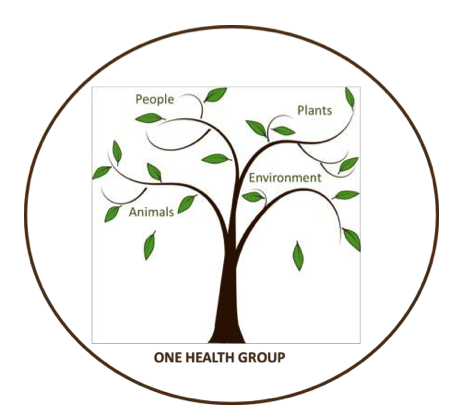 People
Plants
Environment
Animals
ONE HEALTH GROUP